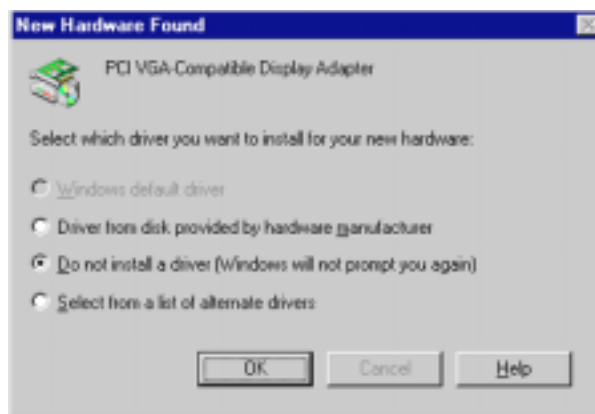 New Hardware Found
PCI VGA-Compatible Display Adapter
Select which driver you want to install for your new hardware:
Windows default driver
Driver from disk provided by hardware manufacturer
Do not install a driver (Windows will not prompt you again)
Select from a list of alternate drivers
OK Cancel Help